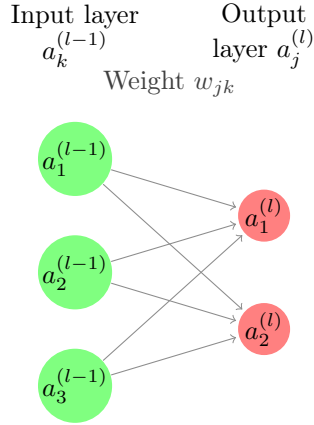 Input layer
a_k^{(l−1)}
Output
layer a_j^{(l)}
Weight w_{jk}
a_1^{(l−1)}
a_2^{(l−1)}
a_3^{(l−1)}
a_1^{(l)}
a_2^{(l)}